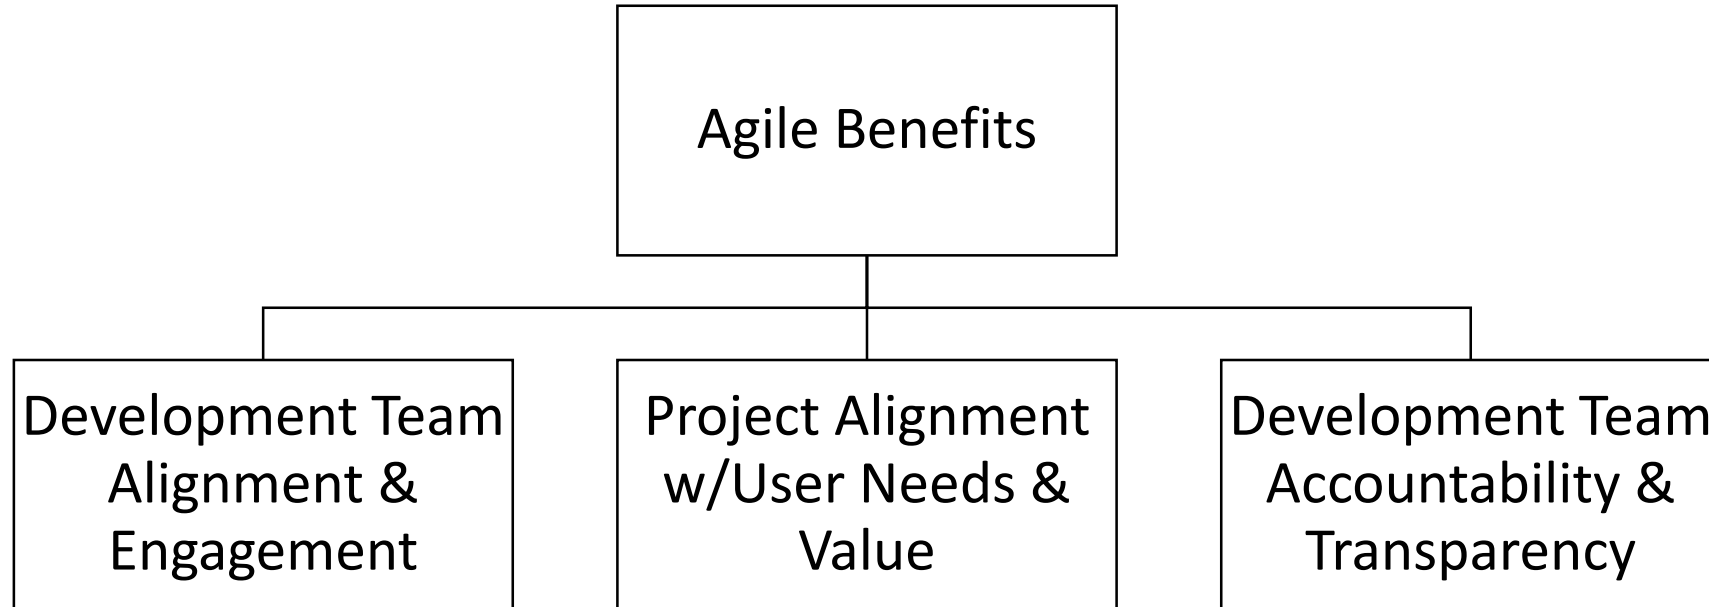 Agile Benefits
Development Team
Alignment &
Engagement
Project Alignment
w/User Needs &
Value
Development Team
Accountability &
Transparency